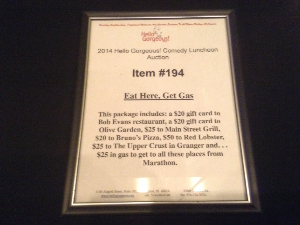 Hello
Gorgeous!
2014 Hello Gorgeous! Comedy Luncheon
Auction
Item #194
Eat Here, Get Gas
This package includes: a $20 gift card to
Bob Evans restaurant, a $20 gift card to
Olive Garden, $25 to Main Street Grill,
$20 to Bruno's Pizza, $50 to Red Lobster,
$25 to The Upper Crust in Granger and. . .
$25 in gas to get to all these places from
Marathon.